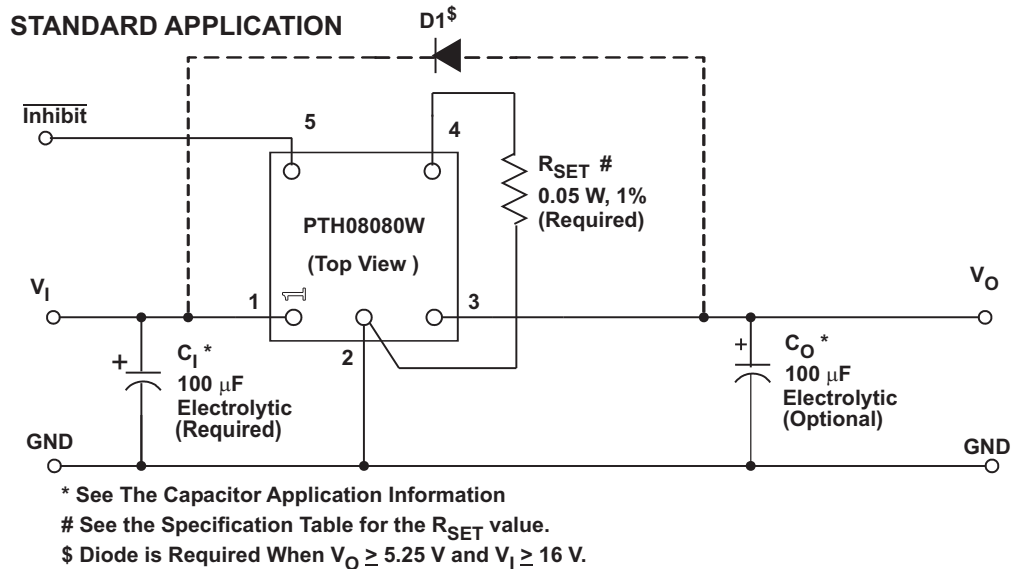 STANDARD APPLICATION
D1$
Inhibit
5
4
RSET #
0.05 W, 1%
(Required)
PTH08080W
(Top View )
VI
1
1
3
VO
2
+
CI *
100 μF
Electrolytic
(Required)
+
CO *
100 μF
Electrolytic
(Optional)
GND
GND
* See The Capacitor Application Information
# See the Specification Table for the RSET value.
$ Diode is Required When VO ≥ 5.25 V and VI ≥ 16 V.